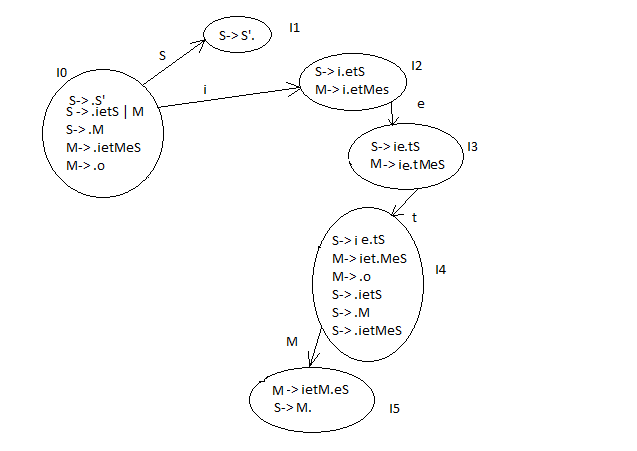 S->S'.
I1
S
I0
S->.S'
S->.ietS | M
S->.M
M->.ietMeS
M->.o
i
I2
S->i.etS
M->i.etMes
e
I3
S->ie.tS
M->ie.tMeS
t
S->i e.tS
M->iet.MeS
M->.o
S->.ietS
S->.M
S->.ietMeS
I4
M
M->ietM.eS
S->M.
I5